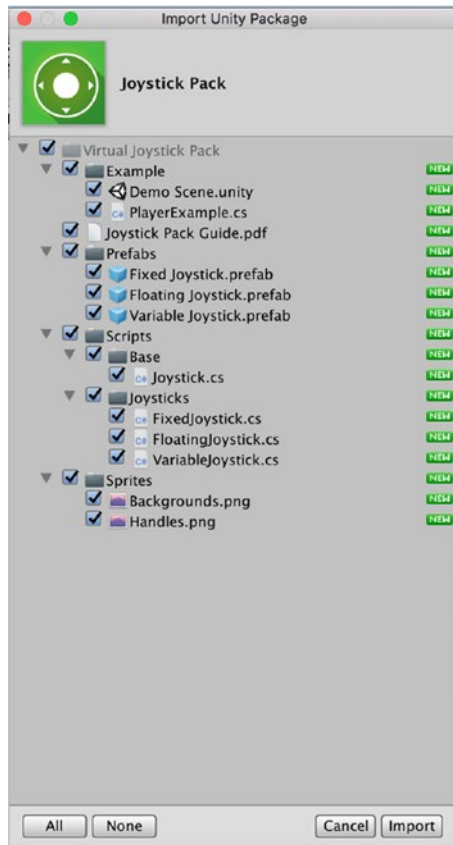 Import Unity Package
Joystick Pack
Virtual Joystick Pack
Example NEW
Demo Scene.unity NEW
C# PlayerExample.cs NEW
Joystick Pack Guide.pdf NEW
Prefabs NEW
Fixed Joystick.prefab NEW
Floating Joystick.prefab NEW
Variable Joystick.prefab NEW
Scripts NEW
Base NEW
C# Joystick.cs NEW
Joysticks NEW
C# FixedJoystick.cs NEW
C# FloatingJoystick.cs NEW
C# VariableJoystick.cs NEW
Sprites NEW
Backgrounds.png NEW
Handles.png NEW
All None Cancel Import